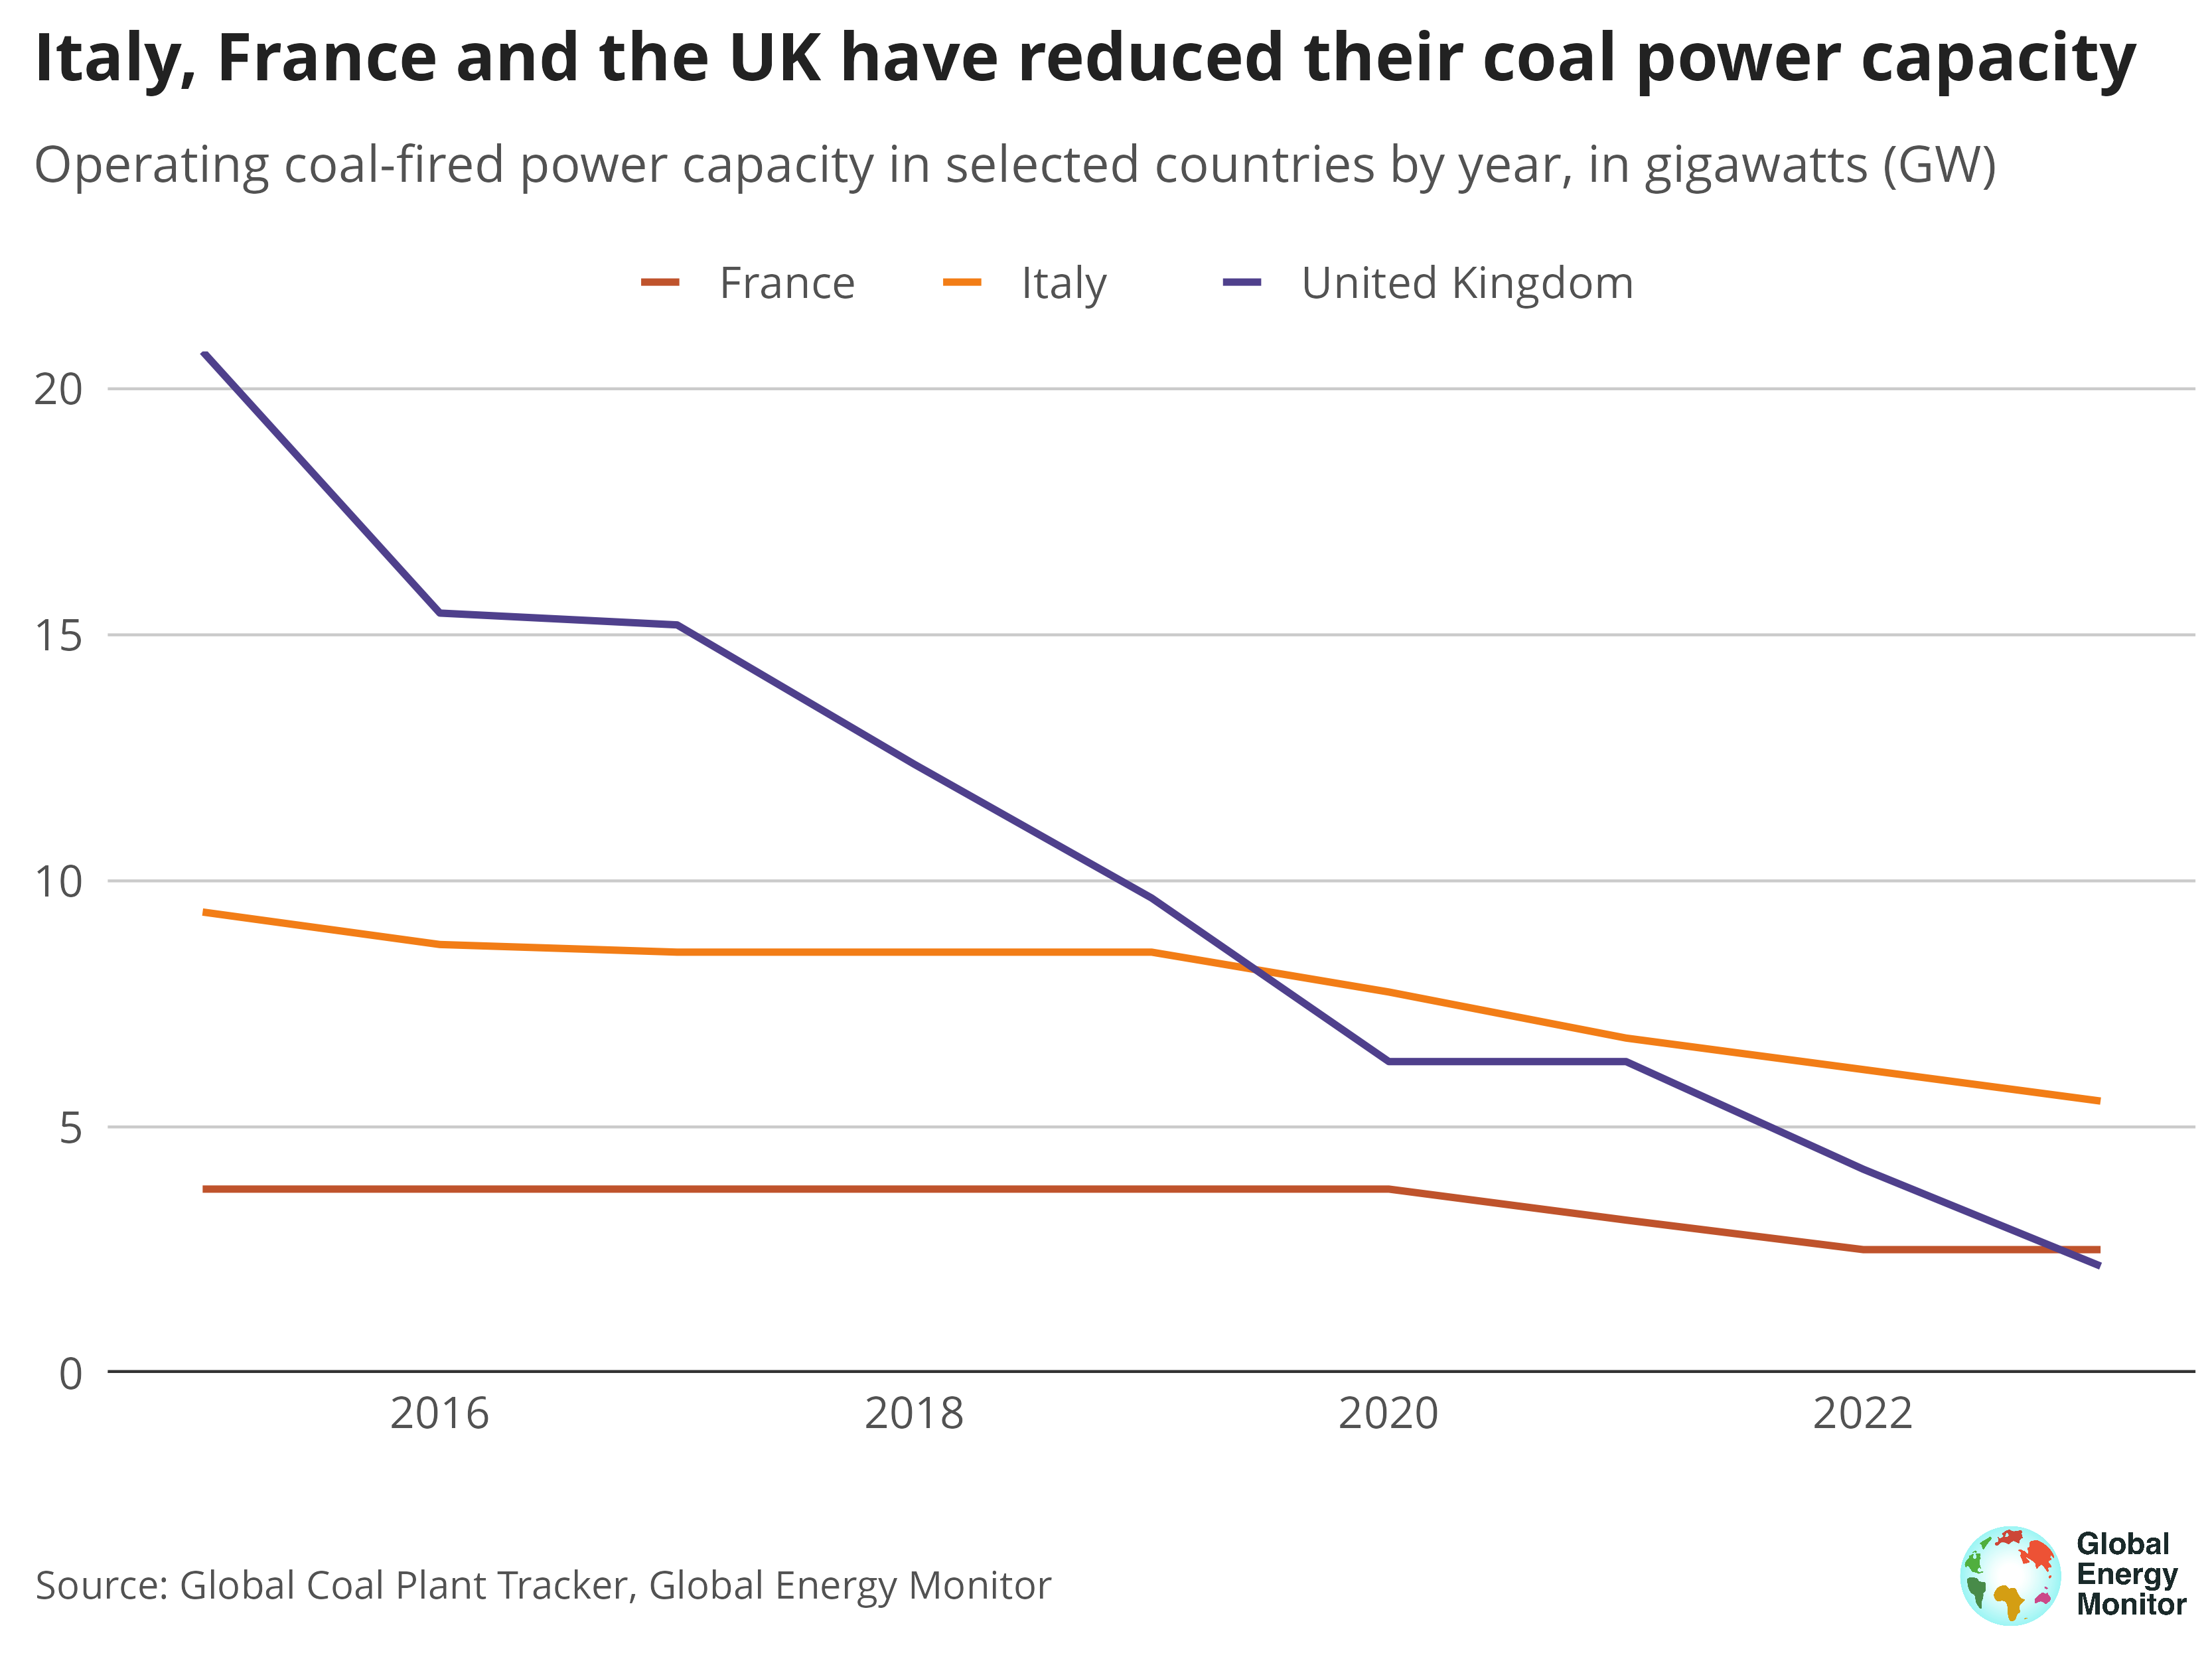 Italy, France and the UK have reduced their coal power capacity
Operating coal-fired power capacity in selected countries by year, in gigawatts (GW)
France Italy United Kingdom
20
15
10
5
0
2016 2018 2020 2022
Source: Global Coal Plant Tracker, Global Energy Monitor
Global
Energy
Monitor